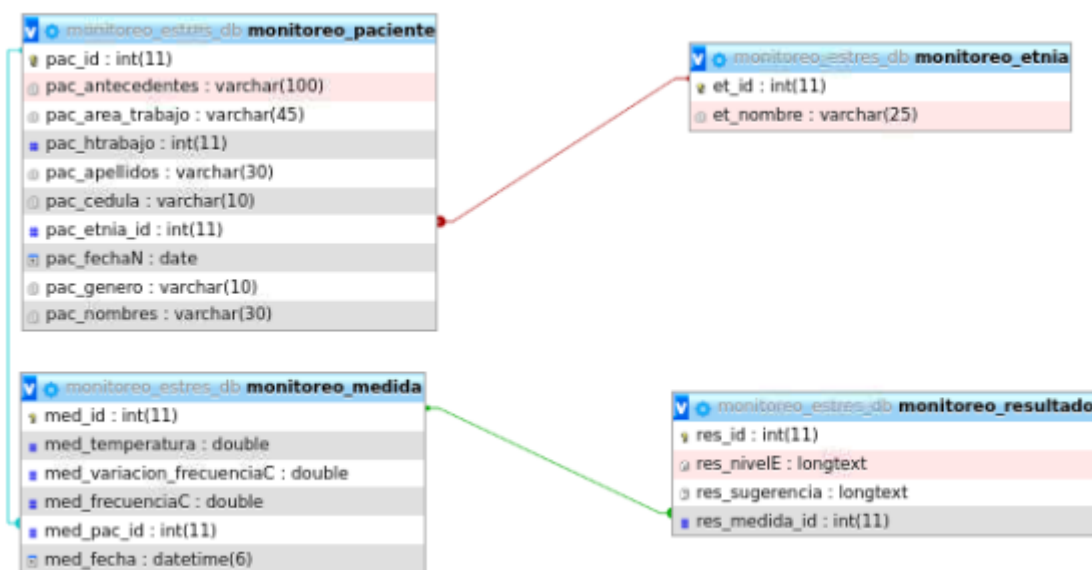 monitoreo_estres_db monitoreo_paciente
pac_id : int(11)
pac_antecedentes : varchar(100)
pac_area_trabajo : varchar(45)
pac_htrabajo : int(11)
pac_apellidos : varchar(30)
pac_cedula : varchar(10)
pac_etnia_id : int(11)
pac_fechaN : date
pac_genero : varchar(10)
pac_nombres : varchar(30)
monitoreo_estres_db monitoreo_etnia
et_id : int(11)
et_nombre : varchar(25)
monitoreo_estres_db monitoreo_medida
med_id : int(11)
med_temperatura : double
med_variacion_frecuenciaC : double
med_frecuenciaC : double
med_pac_id : int(11)
med_fecha : datetime(6)
monitoreo_estres_db monitoreo_resultado
res_id : int(11)
res_nivelE : longtext
res_sugerencia : longtext
res_medida_id : int(11)